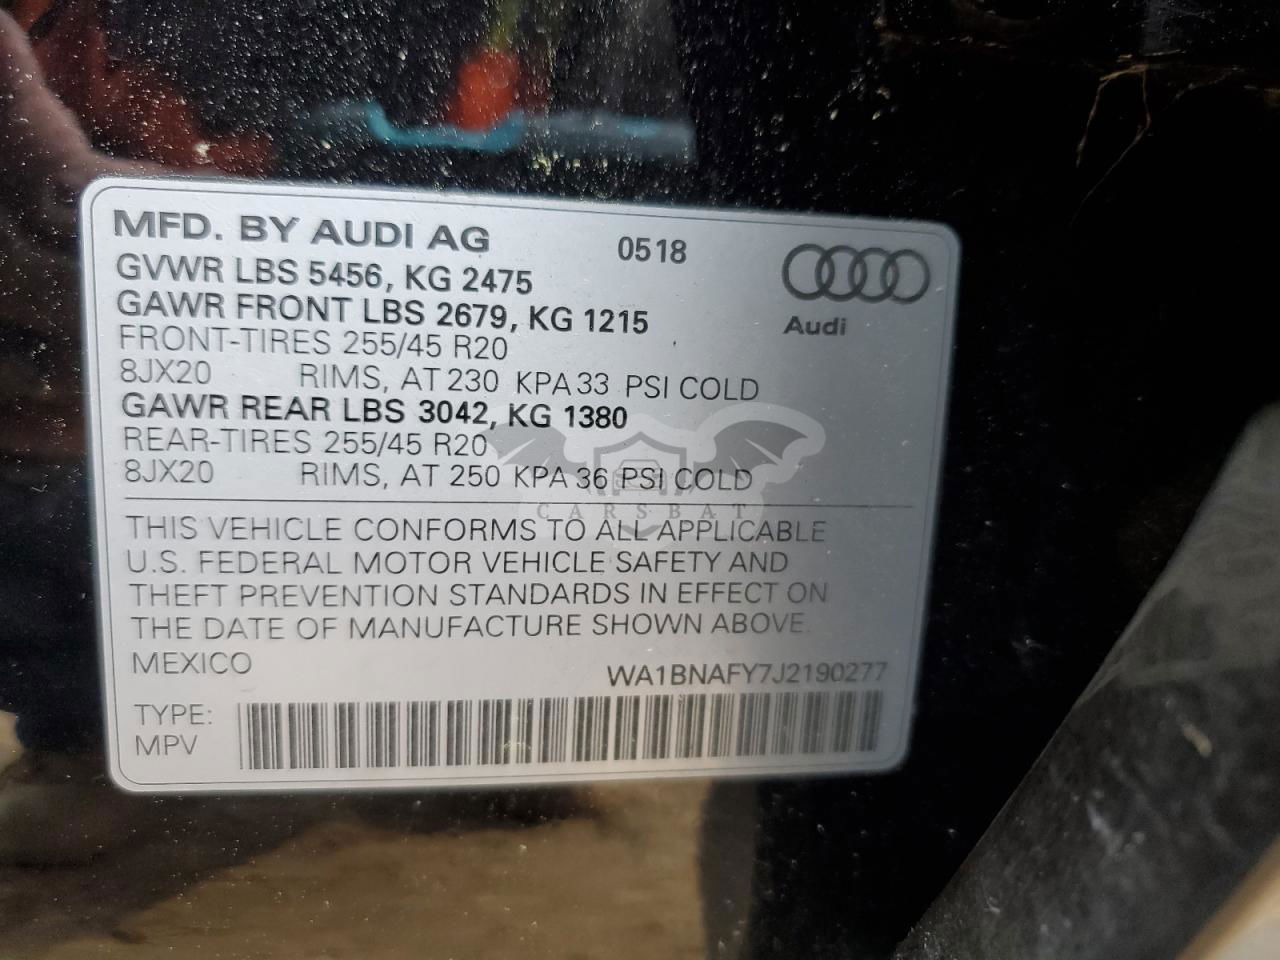 MFD. BY AUDI AG 0518
GVWR LBS 5456, KG 2475
GAWR FRONT LBS 2679, KG 1215
Audi
FRONT-TIRES 255/45 R20
8JX20 RIMS, AT 230 KPA 33 PSI COLD
GAWR REAR LBS 3042, KG 1380
REAR-TIRES 255/45 R20
8JX20 RIMS, AT 250 KPA 36 PSI COLD
CARSBAT
THIS VEHICLE CONFORMS TO ALL APPLICABLE
U.S. FEDERAL MOTOR VEHICLE SAFETY AND
THEFT PREVENTION STANDARDS IN EFFECT ON
THE DATE OF MANUFACTURE SHOWN ABOVE.
MEXICO WA1BNAFY7J2190277
TYPE:
MPV